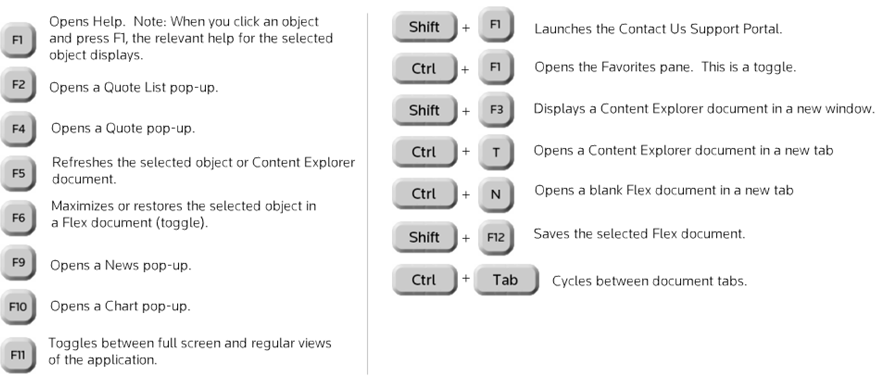 F1 Opens Help.  Note: When you click an object
and press F1, the relevant help for the selected
object displays.
F2 Opens a Quote List pop-up.
F4 Opens a Quote pop-up.
F5 Refreshes the selected object or Content Explorer
document.
F6 Maximizes or restores the selected object in
a Flex document (toggle).
F9 Opens a News pop-up.
F10 Opens a Chart pop-up.
F11 Toggles between full screen and regular views
of the application.
Shift + F1 Launches the Contact Us Support Portal.
Ctrl + F1 Opens the Favorites pane.  This is a toggle.
Shift + F3 Displays a Content Explorer document in a new window.
Ctrl + T Opens a Content Explorer document in a new tab
Ctrl + N Opens a blank Flex document in a new tab
Shift + F12 Saves the selected Flex document.
Ctrl + Tab Cycles between document tabs.